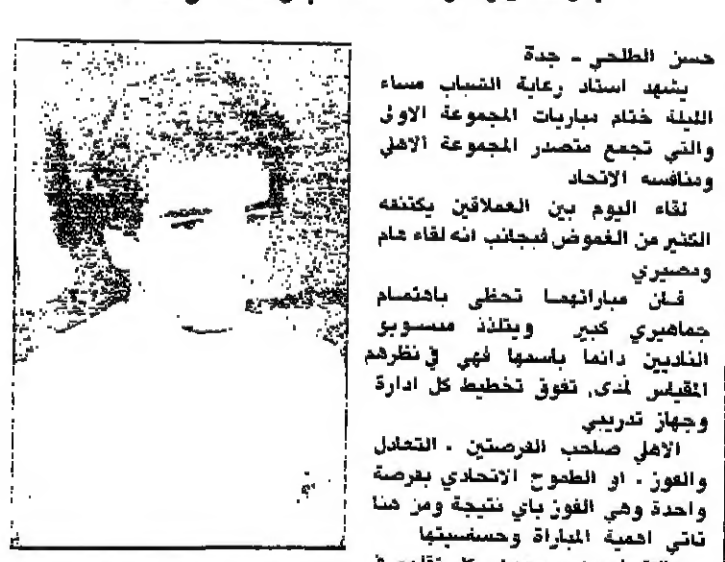 حسن الطلحي - جدة
يشهد استاد رعاية الشباب مساء
الليلة ختام مباريات المجموعة الاولى
والتي تجمع متصدر المجموعة الاهلي
ومنافسه الاتحاد
لقاء اليوم بين العملاقين يكتنفه
الكثير من الغموض فبجانب انه لقاء هام
ومصيري
فان مباراتهما تحظى باهتمام
جماهيري كبير ويتلذذ منسوبو
الناديين دائما باسمها فهي في نظرهم
المقياس لمدى تفوق تخطيط كل ادارة
وجهاز تدريبي
الاهلي صاحب الفرصتين . التعادل
والفوز . او الطموح الاتحادي بفرصة
واحدة وهي الفوز باي نتيجة ومن هنا
تاتي اهمية المباراة وحسسيتها